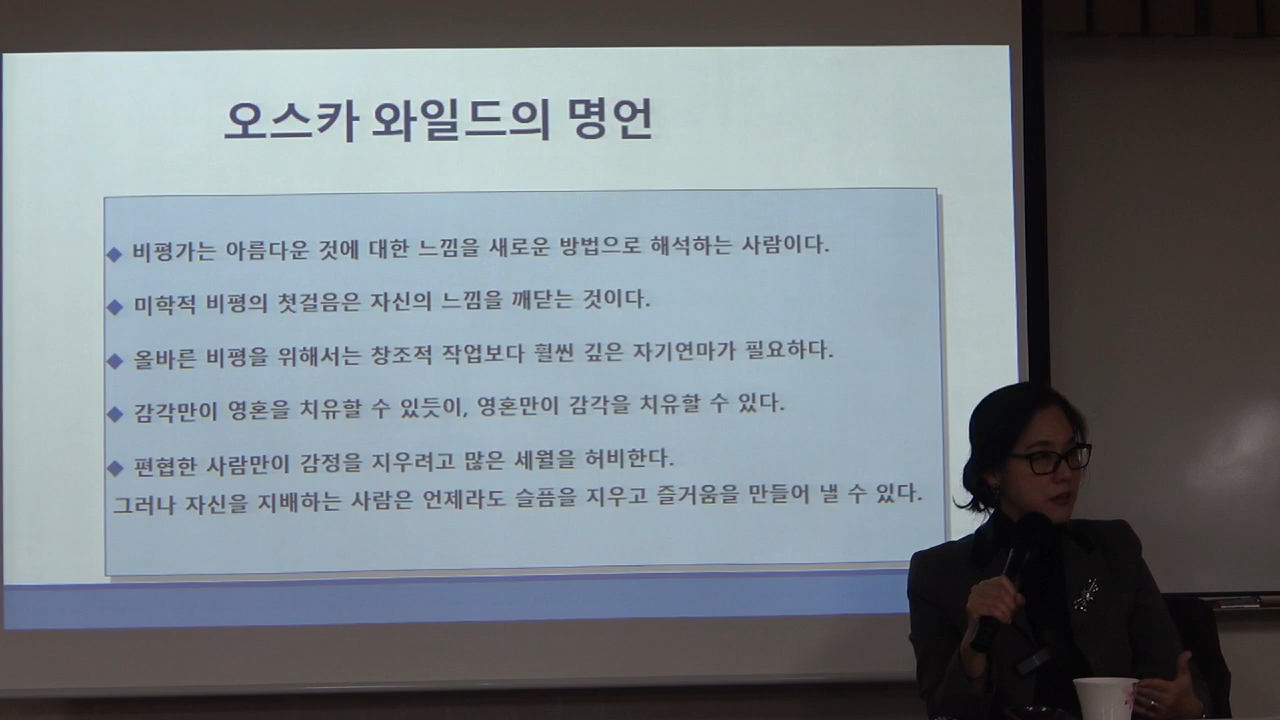 오스카 와일드의 명언
◆ 비평가는 아름다운 것에 대한 느낌을 새로운 방법으로 해석하는 사람이다.
◆ 미학적 비평의 첫걸음은 자신의 느낌을 깨닫는 것이다.
◆ 올바른 비평을 위해서는 창조적 작업보다 훨씬 깊은 자기연마가 필요하다.
◆ 감각만이 영혼을 치유할 수 있듯이, 영혼만이 감각을 치유할 수 있다.
◆ 편협한 사람만이 감정을 지우려고 많은 세월을 허비한다.
그러나 자신을 지배하는 사람은 언제라도 슬픔을 지우고 즐거움을 만들어 낼 수 있다.